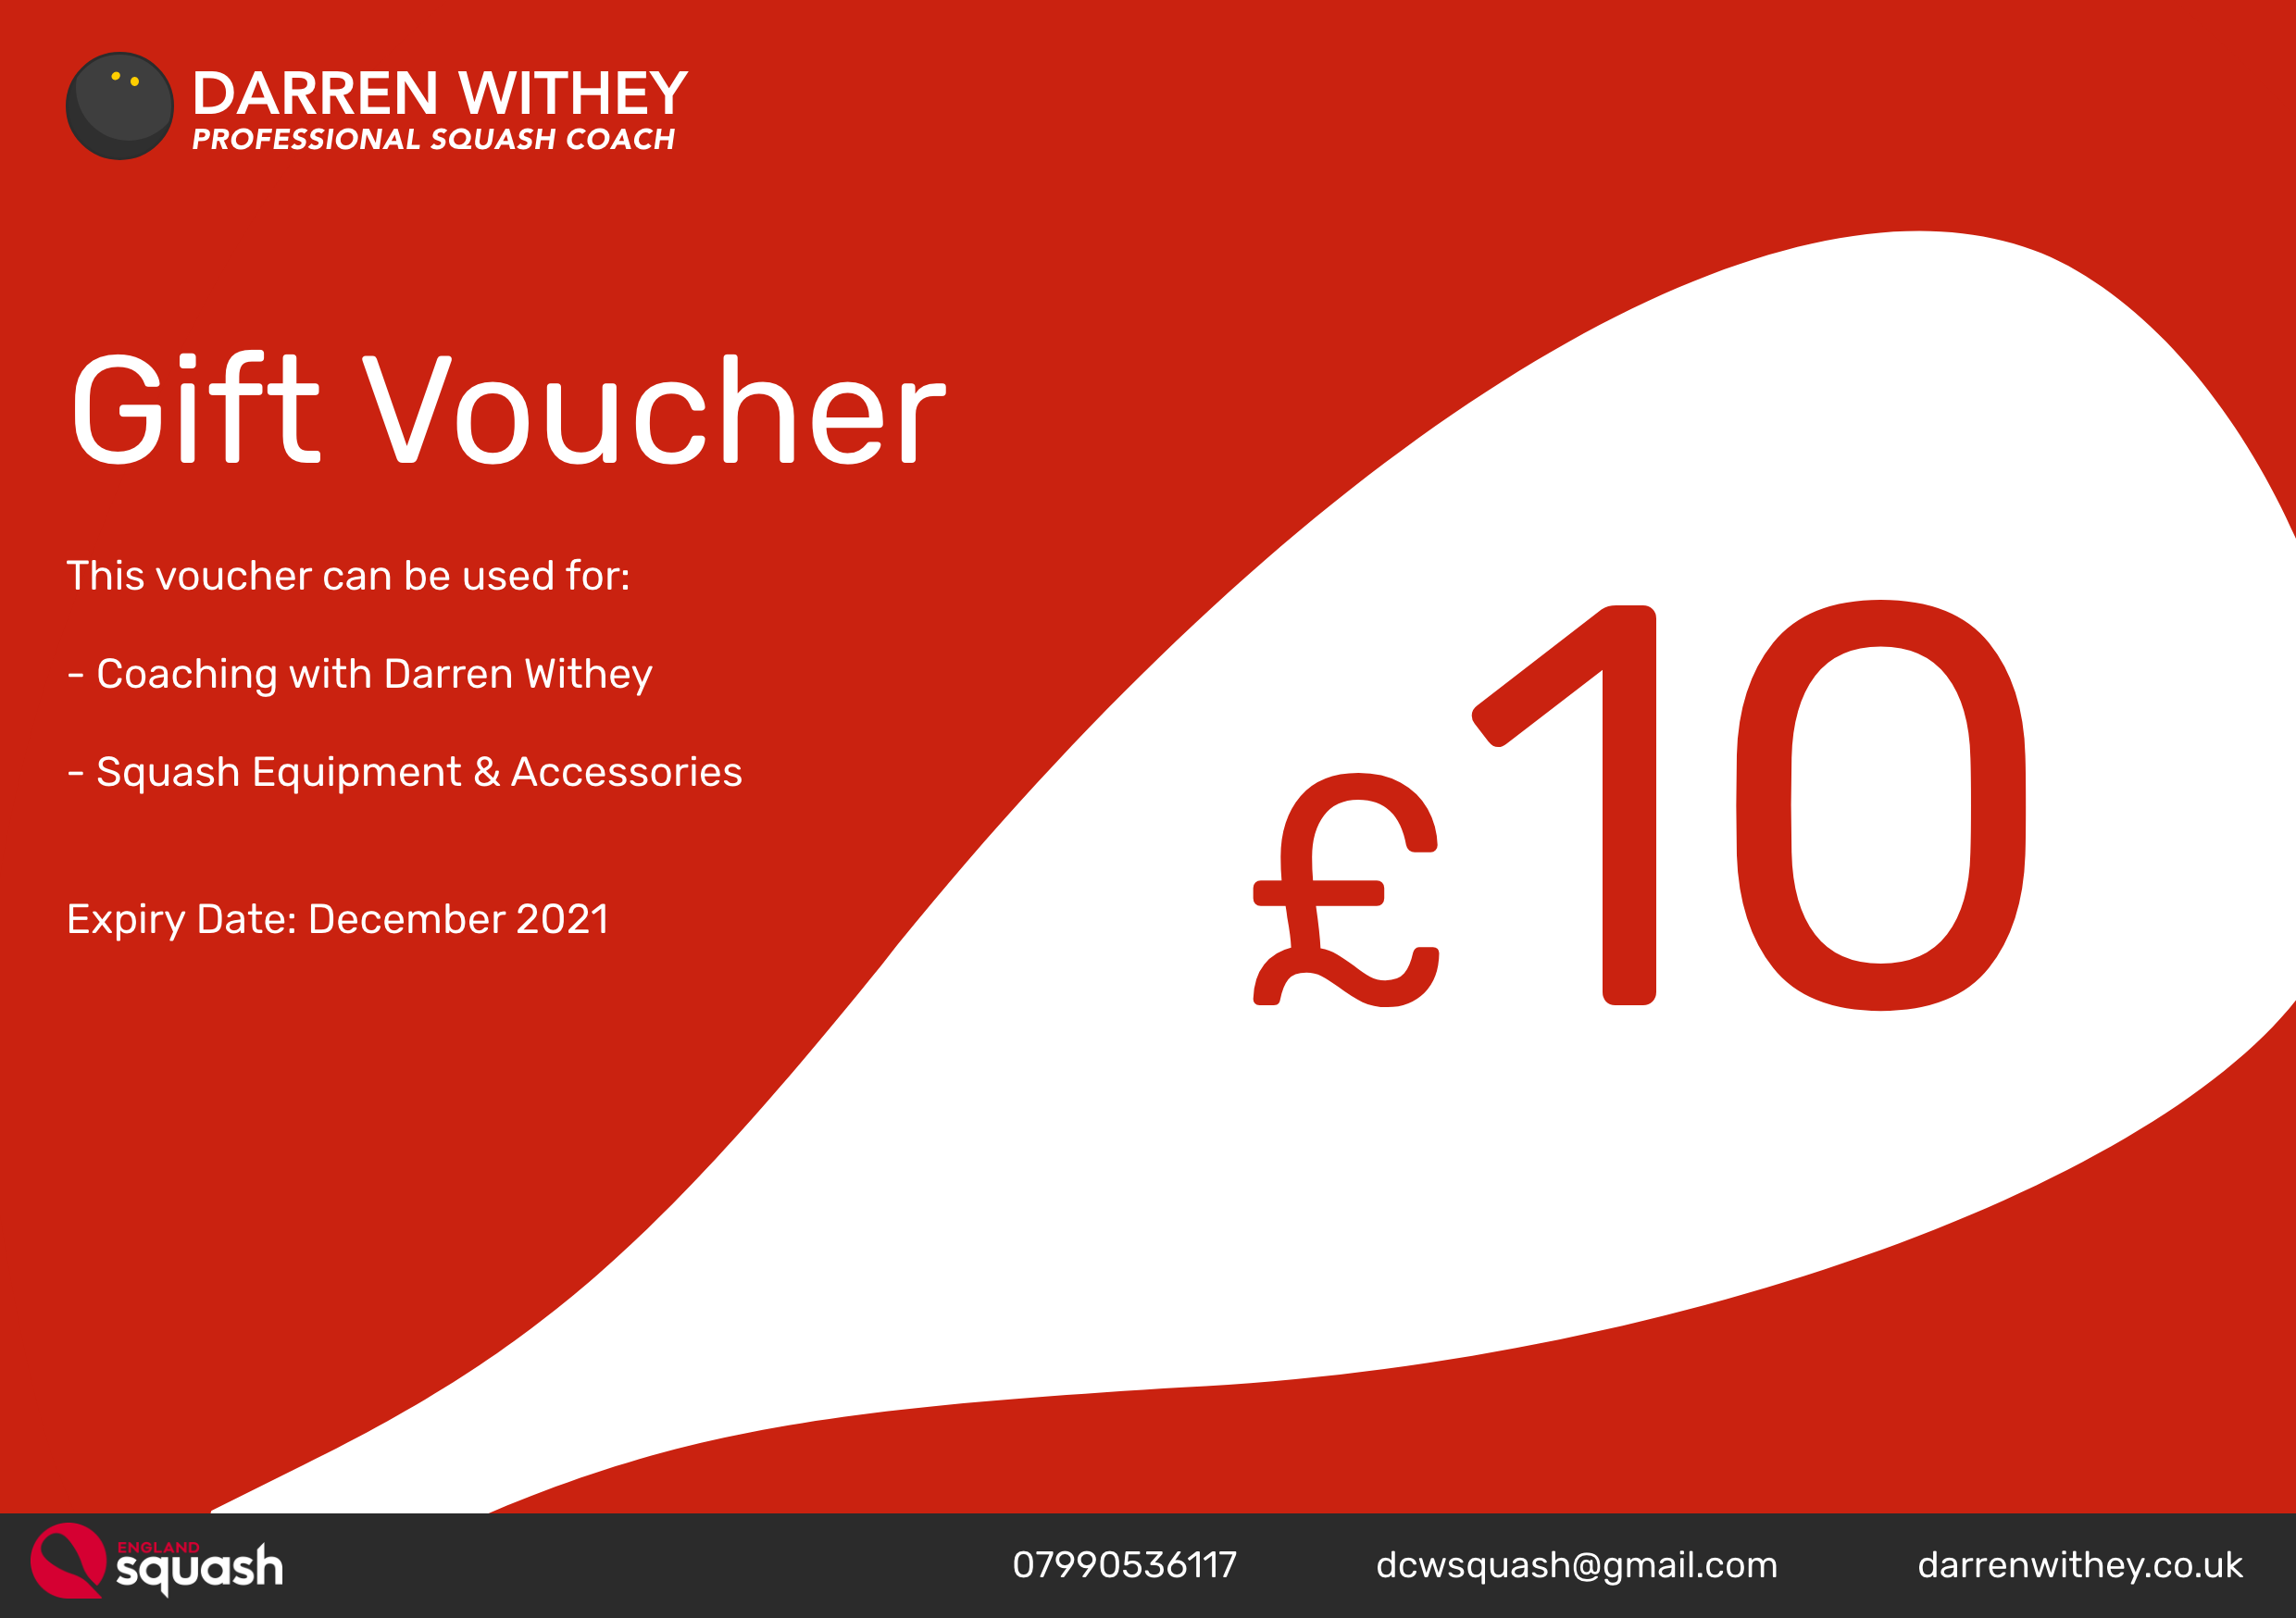 DARREN WITHEY
PROFESSIONAL SQUASH COACH
Gift Voucher
This voucher can be used for:
- Coaching with Darren Withey
- Squash Equipment & Accessories
Expiry Date: December 2021
£10
ENGLAND
squash
07990536117
dcwsquash@gmail.com
darrenwithey.co.uk